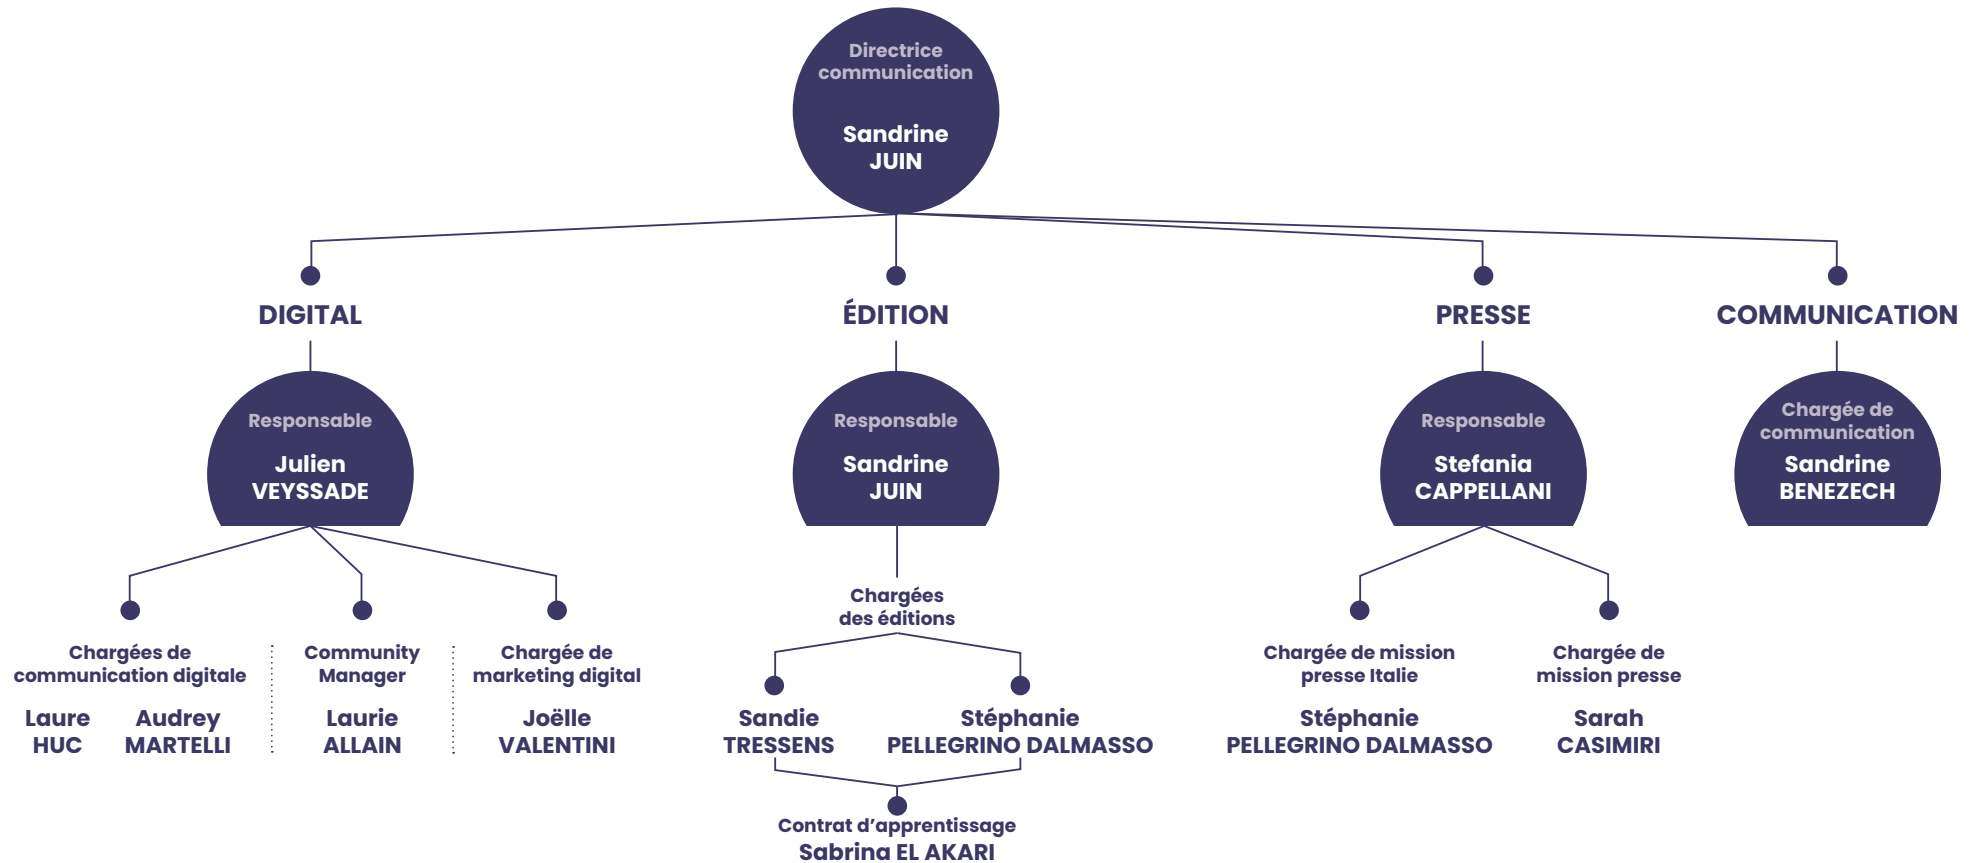 Directrice
communication
Sandrine
JUIN
DIGITAL
ÉDITION
PRESSE
COMMUNICATION
Responsable
Julien
VEYSSADE
Responsable
Sandrine
JUIN
Responsable
Stefania
CAPPELLANI
Chargée de
communication
Sandrine
BENEZECH
Chargées de
communication digitale
Laure
HUC
Audrey
MARTELLI
Community
Manager
Laurie
ALLAIN
Chargée de
marketing digital
Joëlle
VALENTINI
Chargées
des éditions
Sandie
TRESSENS
Stéphanie
PELLEGRINO DALMASSO
Contrat d’apprentissage
Sabrina EL AKARI
Chargée de mission
presse Italie
Stéphanie
PELLEGRINO DALMASSO
Chargée de
mission presse
Sarah
CASIMIRI